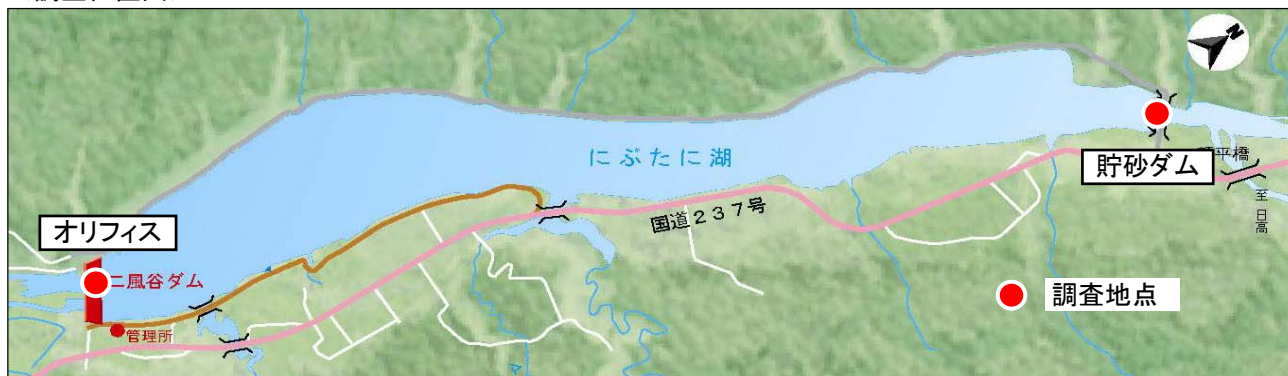 N
にぶたに湖
貯砂ダム
平橋
至
日高
国道237号
オリフィス
二風谷ダム
管理所
調査地点